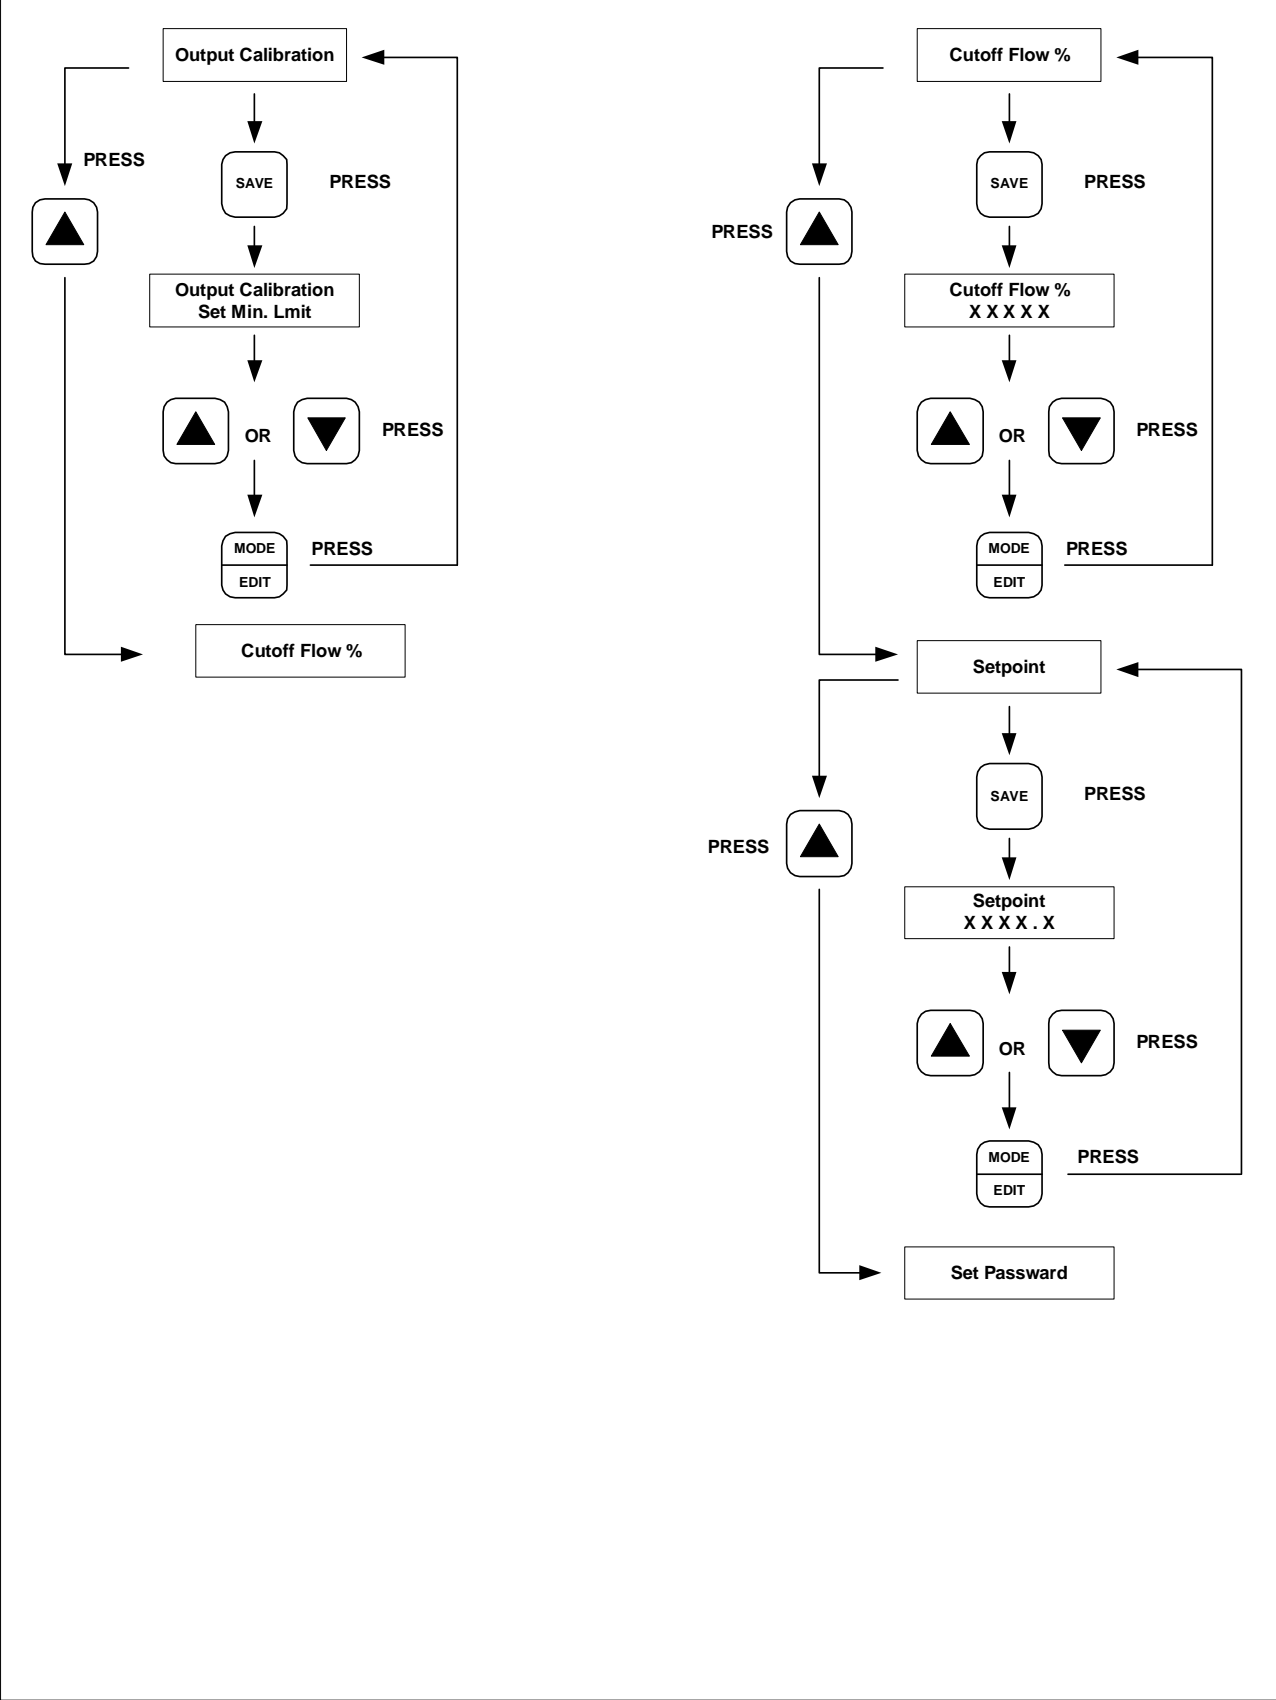 Output Calibration
PRESS
SAVE
PRESS
Output Calibration
Set Min. Lmit
OR
PRESS
MODE
EDIT
PRESS
Cutoff Flow %
Cutoff Flow %
SAVE
PRESS
PRESS
Cutoff Flow %
X X X X X
OR
PRESS
MODE
EDIT
PRESS
Setpoint
SAVE
PRESS
PRESS
Setpoint
X X X X . X
OR
PRESS
MODE
EDIT
PRESS
Set Passward